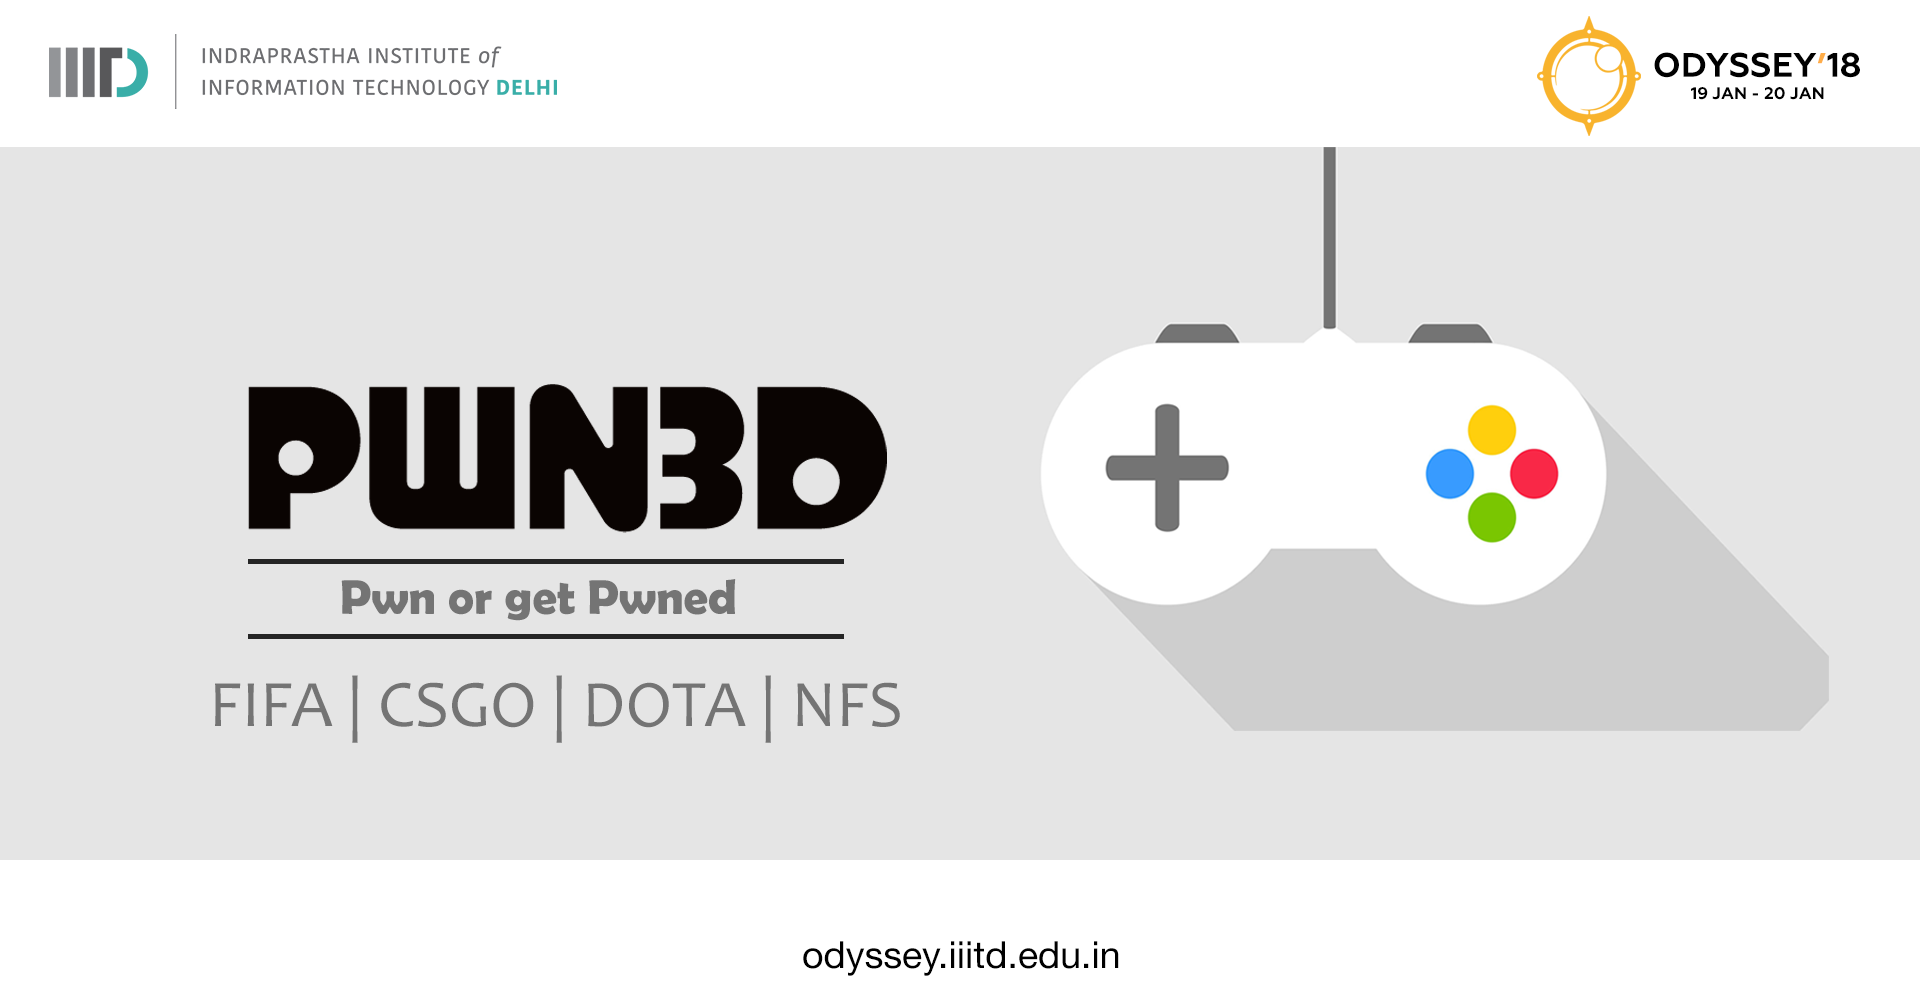 IIITD
INDRAPRASTHA INSTITUTE of
INFORMATION TECHNOLOGY DELHI
ODYSSEY'18
19 JAN - 20 JAN
PWN3D
Pwn or get Pwned
FIFA | CSGO | DOTA | NFS
odyssey.iiitd.edu.in